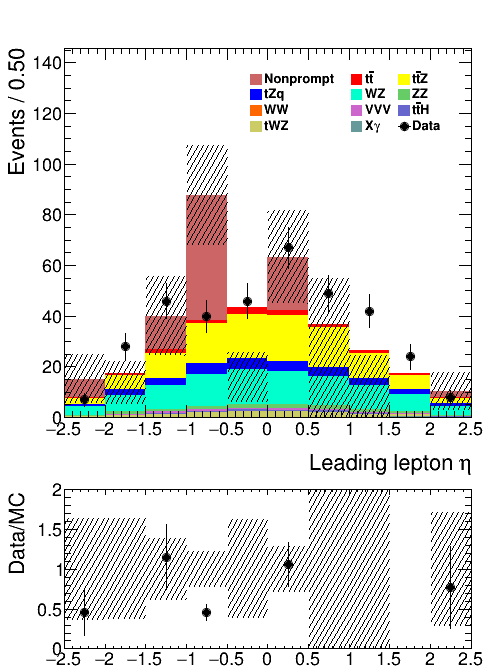 Events / 0.50
140
120
100
80
60
40
20
0
Nonprompt tt̄ tt̄Z
tZq WZ ZZ
WW VVV tt̄H
tWZ Xγ Data
−2.5 −2 −1.5 −1 −0.5 0 0.5 1 1.5 2 2.5
Leading lepton η
Data/MC
2
1.5
1
0.5
0
−2.5 −2 −1.5 −1 −0.5 0 0.5 1 1.5 2 2.5